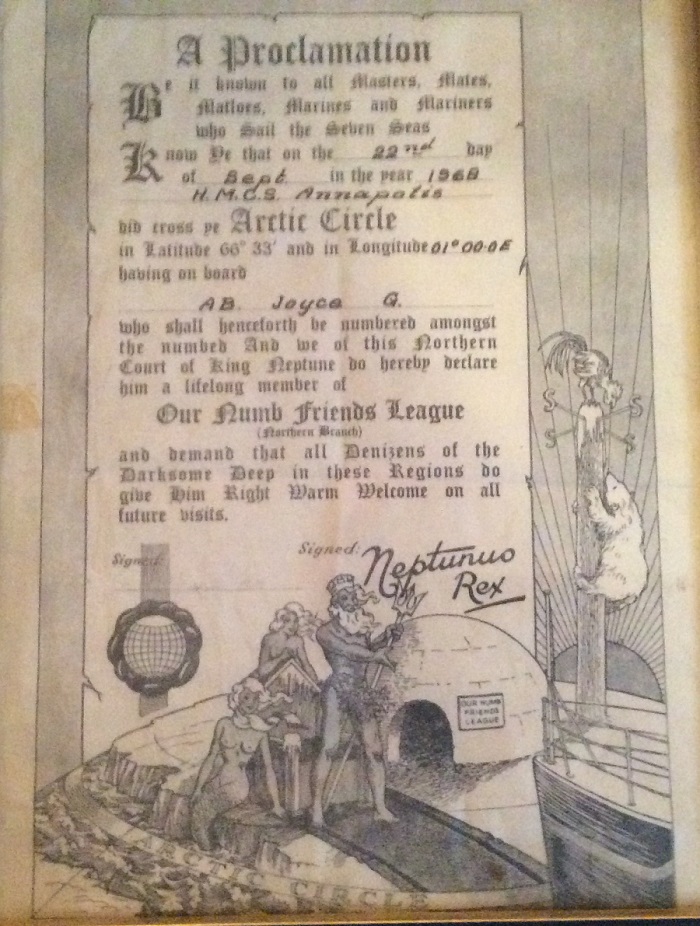 A Proclamation
Be it known to all Masters, Mates,
Matloes, Marines and Mariners
who Sail the Seven Seas
Know Ye that on the 22nd day
of Sept. in the year 1968
H.M.C.S. Annapolis
did cross ye Arctic Circle
in Latitude 66° 33′ and in Longitude 01° 00·0E
having on board
AB. Joyce G.
who shall henceforth be numbered amongst
the numbed And we of this Northern
Court of King Neptune do hereby declare
him a lifelong member of
Our Numb Friends League
(Northern Branch)
and demand that all Denizens of the
Darksome Deep in these Regions do
give Him Right Warm Welcome on all
future visits.
Signed:
Signed: Neptunus
Rex
OUR NUMB
FRIENDS
LEAGUE
S S
S S
ARCTIC CIRCLE